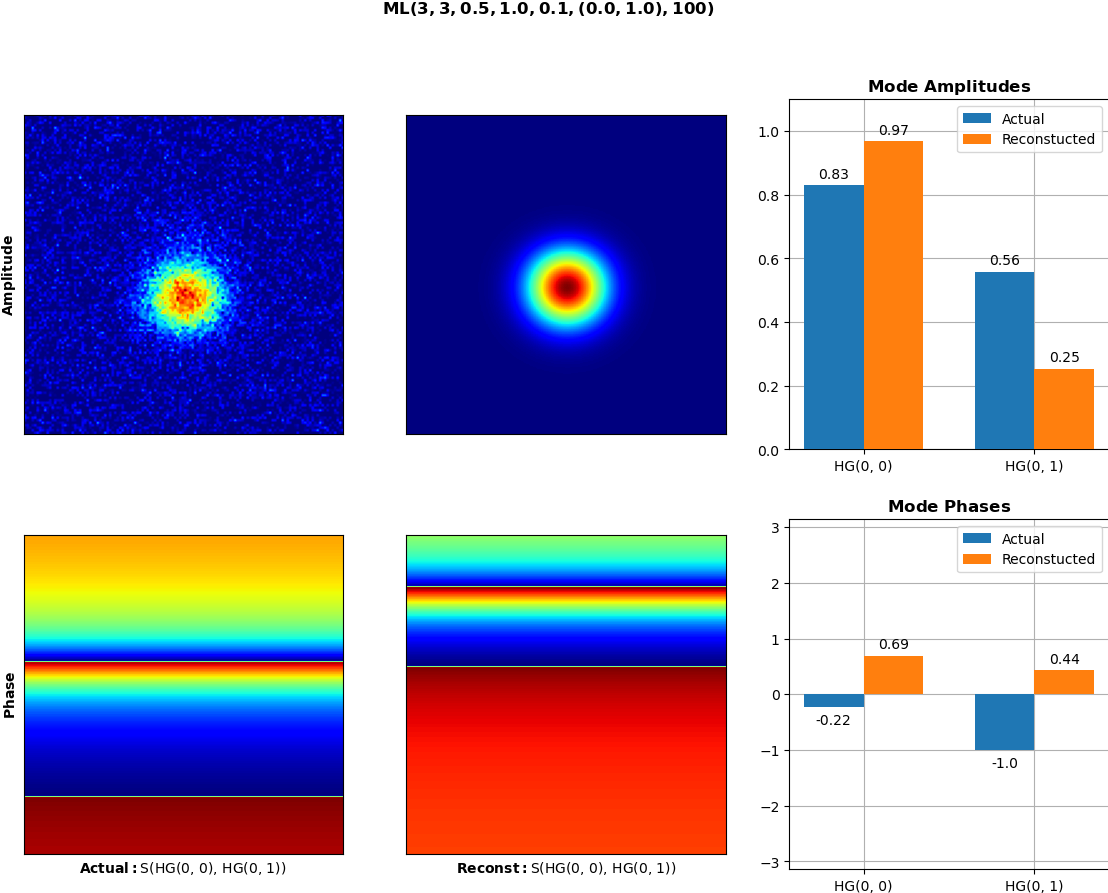 ML(3, 3, 0.5, 1.0, 0.1, (0.0, 1.0), 100)
Amplitude
Mode Amplitudes
Actual
Reconstucted
1.0
0.8
0.6
0.4
0.2
0.0
0.83
0.97
0.56
0.25
HG(0, 0)
HG(0, 1)
Phase
Actual: S(HG(0, 0), HG(0, 1))
Reconst: S(HG(0, 0), HG(0, 1))
Mode Phases
Actual
Reconstucted
3
2
1
0
−1
−2
−3
-0.22
0.69
-1.0
0.44
HG(0, 0)
HG(0, 1)